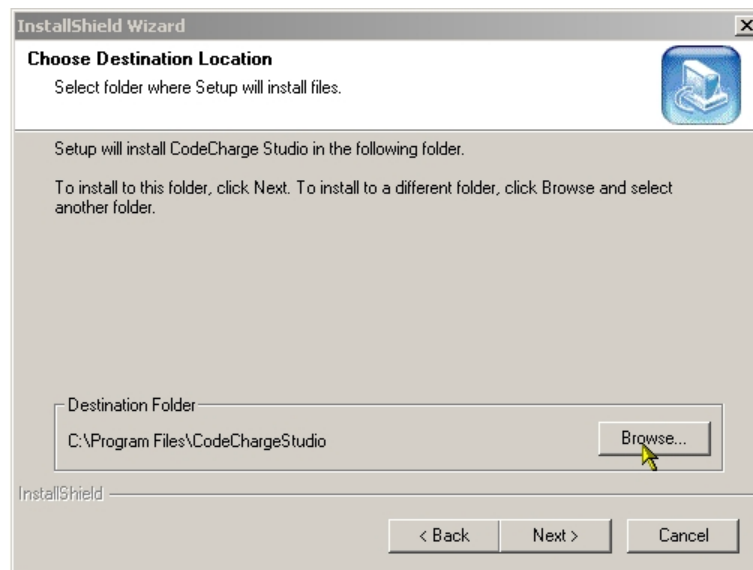 InstallShield Wizard
Choose Destination Location
Select folder where Setup will install files.
Setup will install CodeCharge Studio in the following folder.
To install to this folder, click Next. To install to a different folder, click Browse and select
another folder.
Destination Folder
C:\Program Files\CodeChargeStudio
Browse...
InstallShield
< Back
Next >
Cancel